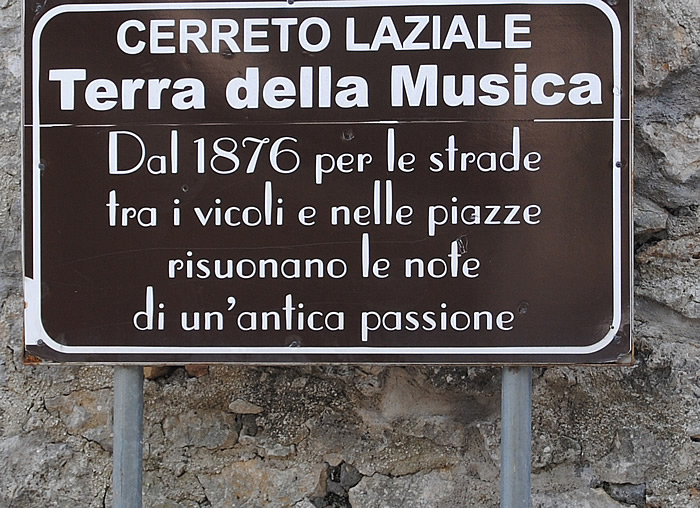 CERRETO LAZIALE
Terra della Musica
Dal 1876 per le strade
tra i vicoli e nelle piazze
risuonano le note
di un'antica passione